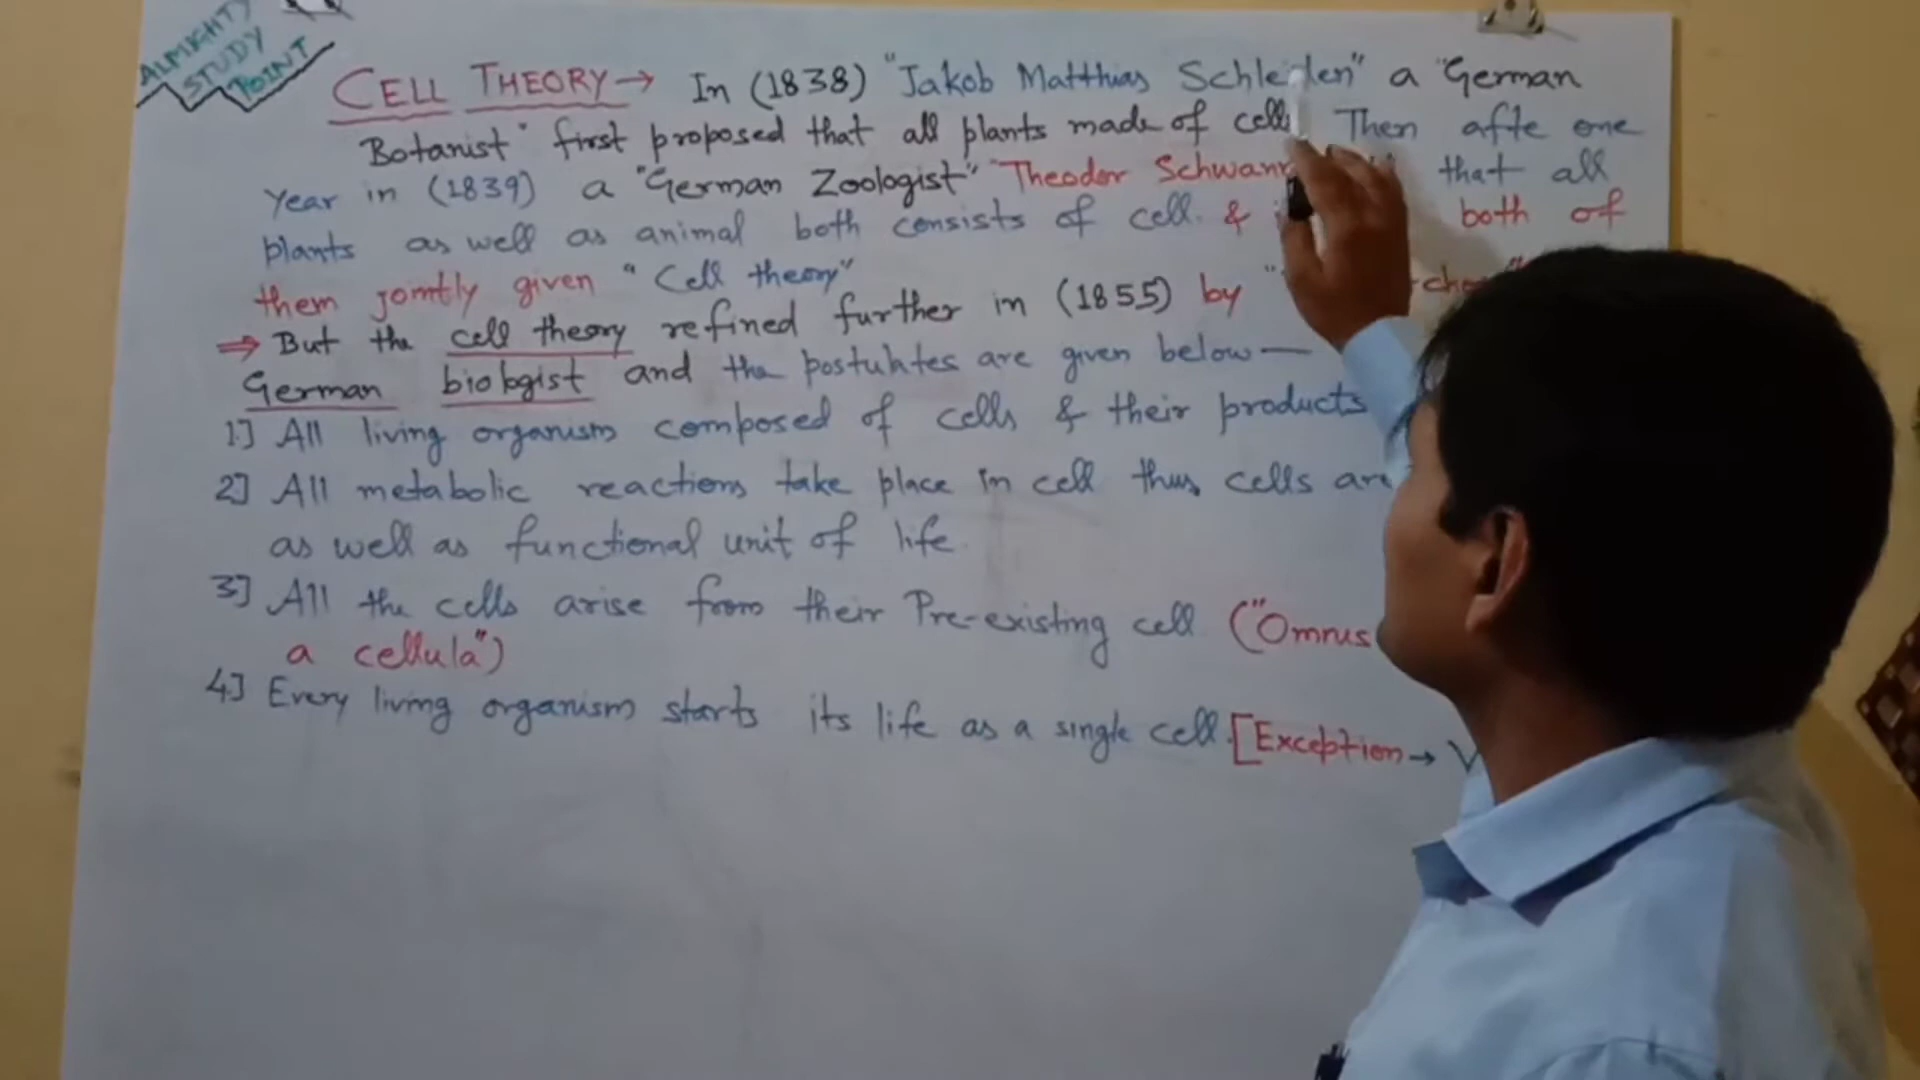 ALMIGHTY
STUDY
POINT
CELL THEORY → In (1838) "Jakob Matthias Schleiden" a "German
Botanist" first proposed that all plants made of cell. Then afte one
Year in (1839) a "German Zoologist" "Theodor Schwann that all
plants as well as animal both consists of cell. & both of
them jointly given "Cell theory"
⇒ But the cell theory refined further in (1855) by "
German biologist and the postulates are given below —
1.] All living organism composed of cells & their products
2] All metabolic reactions take place in cell thus cells are
as well as functional unit of life.
3] All the cells arise from their Pre-existing cell ("Omnis
a cellula")
4.] Every living organism starts its life as a single cell. [Exception →